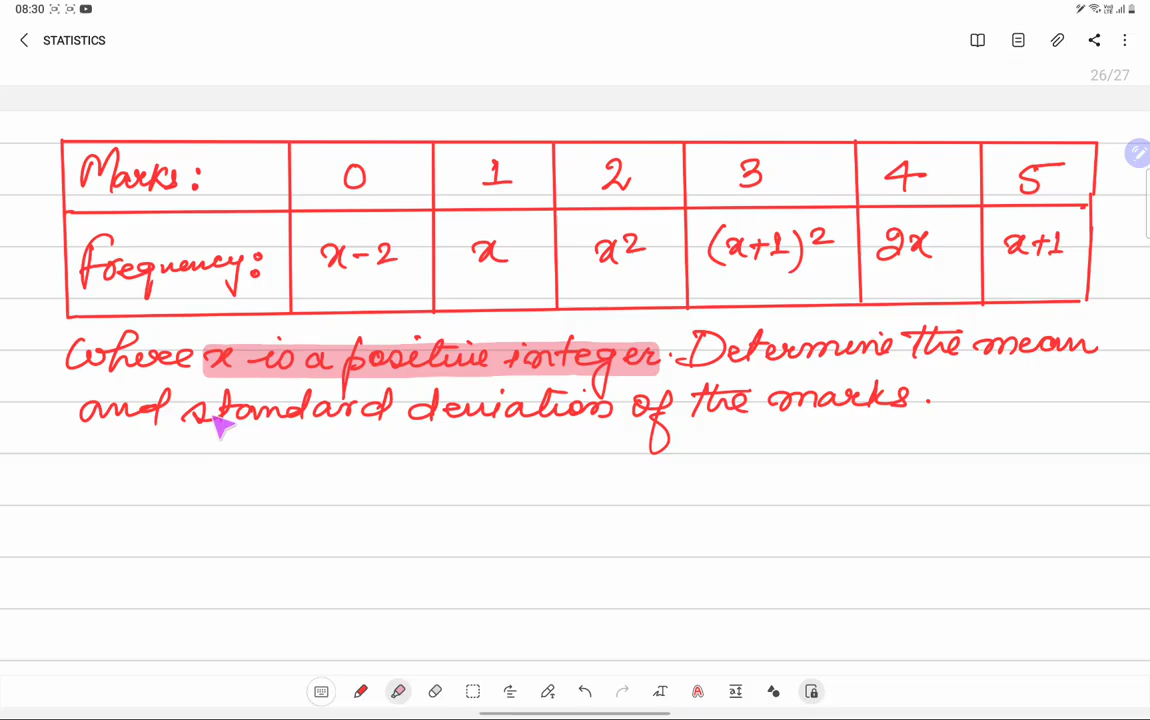 08:30
STATISTICS
26/27
Marks: 0 1 2 3 4 5
Frequency: x-2 x x² (x+1)² 2x x+1
Where x is a positive integer. Determine the mean
and standard deviation of the marks.